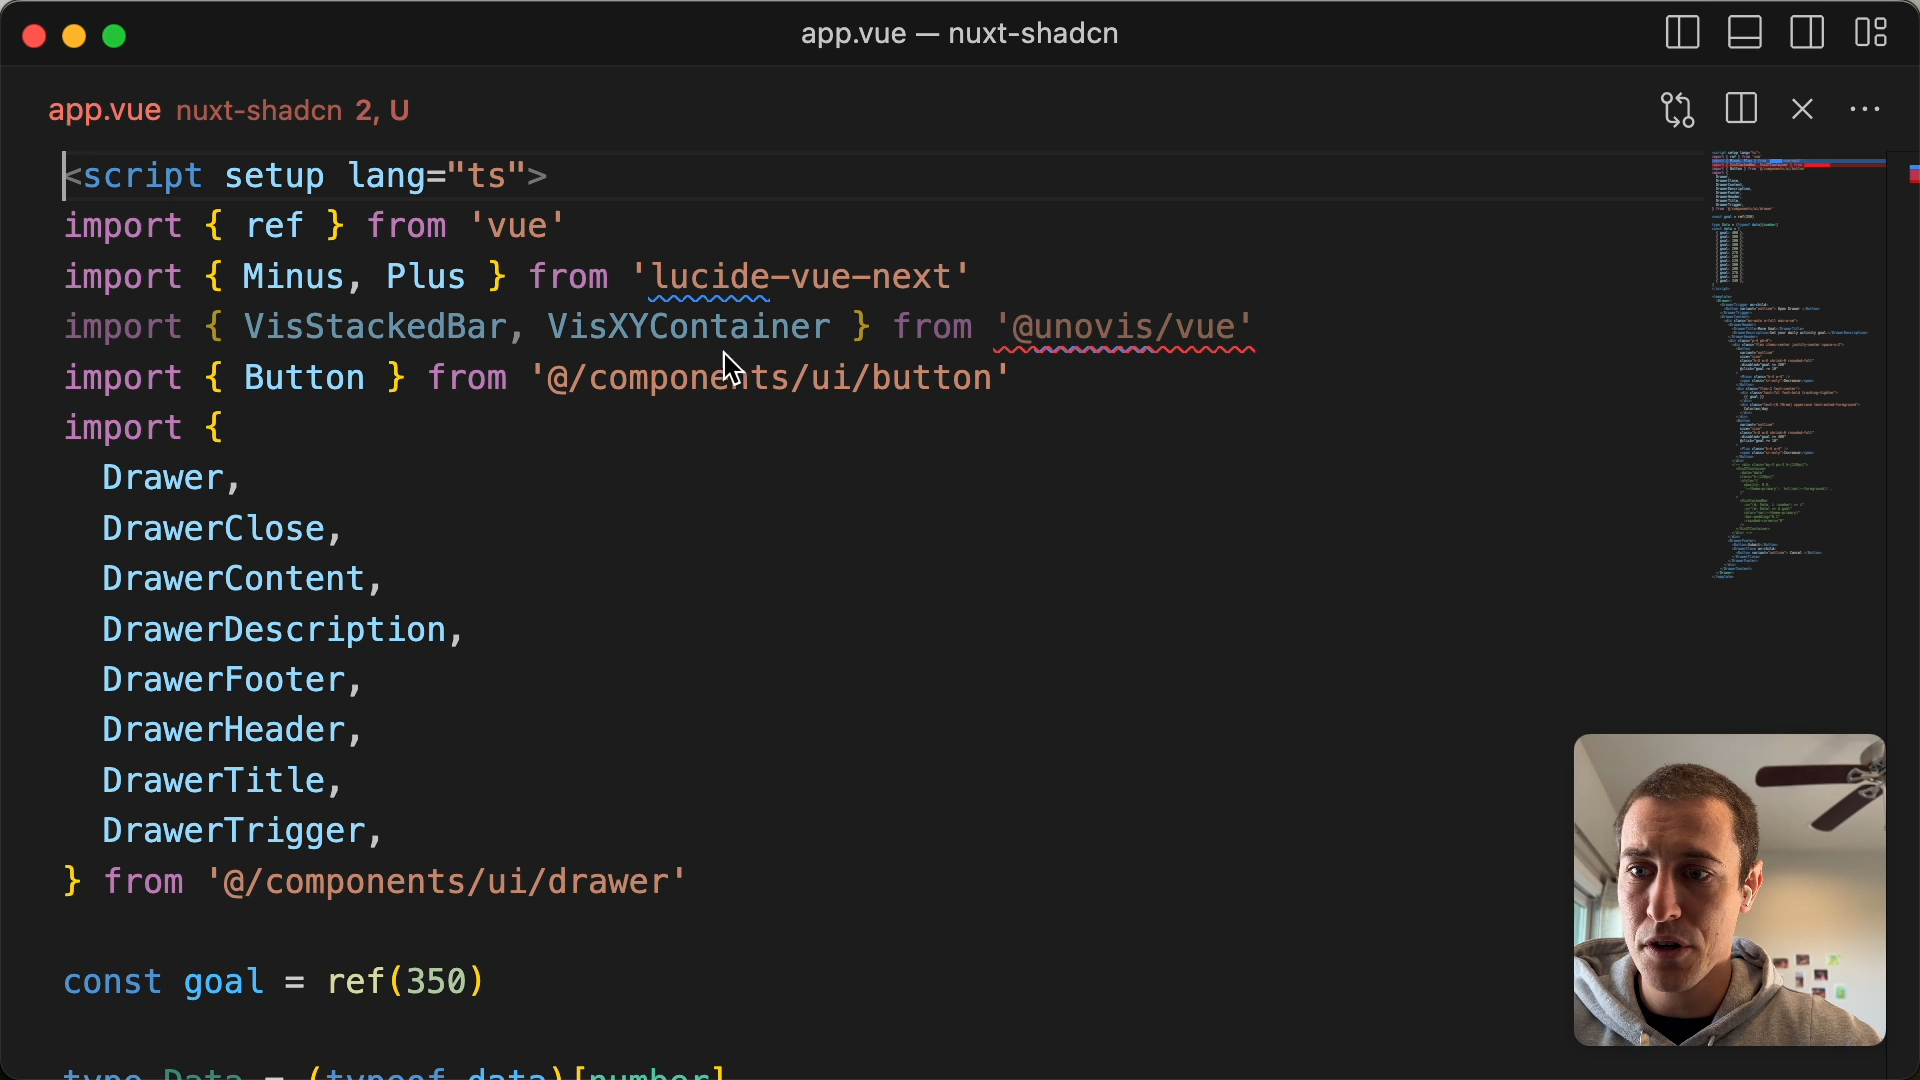 app.vue — nuxt-shadcn
app.vue nuxt-shadcn 2, U
<script setup lang="ts">
import { ref } from 'vue'
import { Minus, Plus } from 'lucide-vue-next'
import { VisStackedBar, VisXYContainer } from '@unovis/vue'
import { Button } from '@/components/ui/button'
import {
  Drawer,
  DrawerClose,
  DrawerContent,
  DrawerDescription,
  DrawerFooter,
  DrawerHeader,
  DrawerTitle,
  DrawerTrigger,
} from '@/components/ui/drawer'
const goal = ref(350)
type Data = (typeof data)[number]